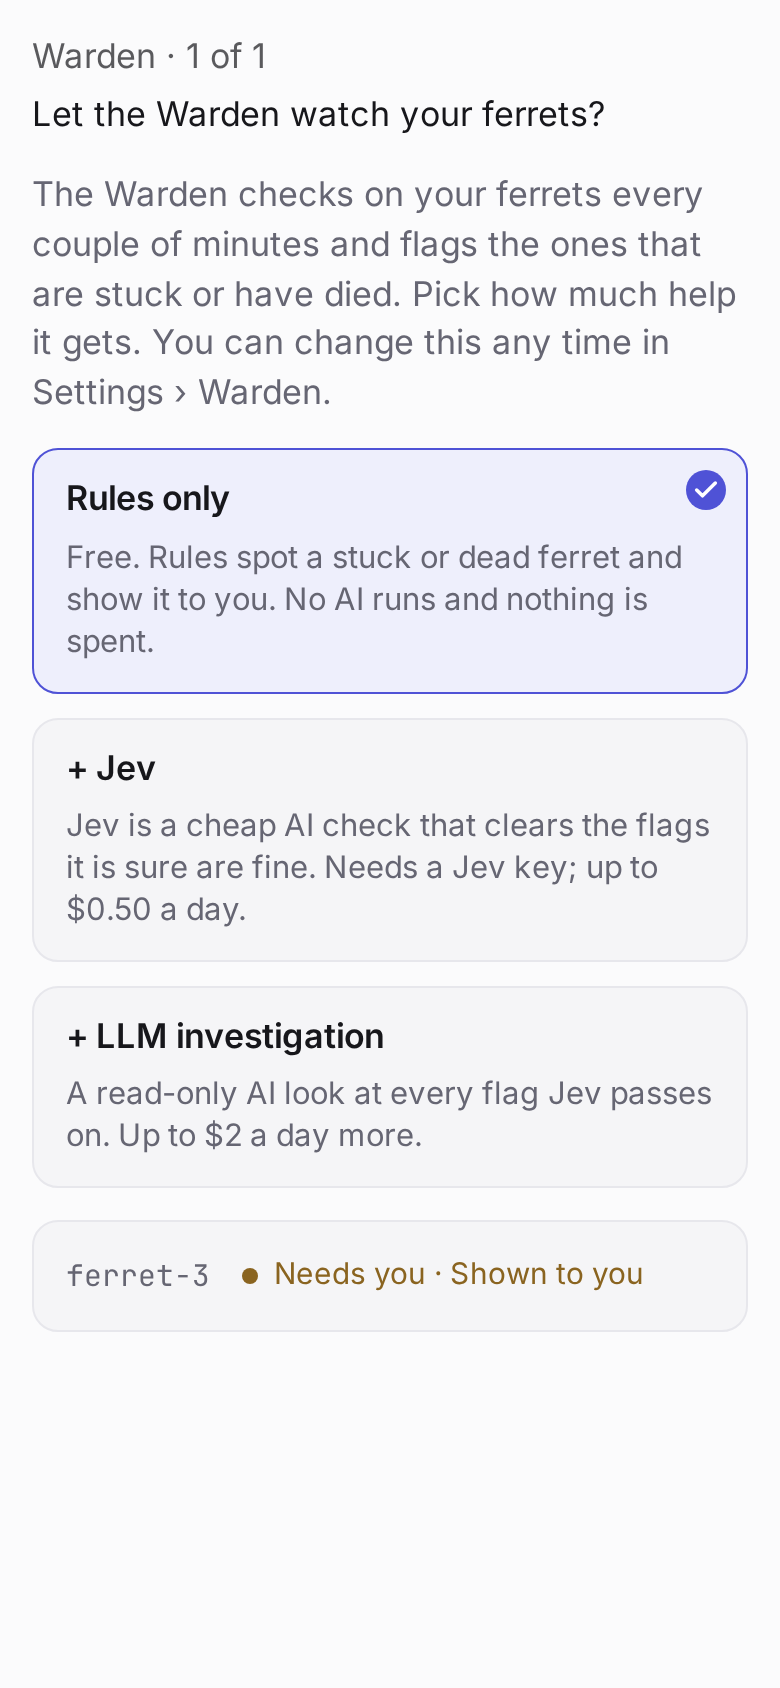 Warden · 1 of 1
Let the Warden watch your ferrets?
The Warden checks on your ferrets every
couple of minutes and flags the ones that
are stuck or have died. Pick how much help
it gets. You can change this any time in
Settings › Warden.
Rules only
Free. Rules spot a stuck or dead ferret and
show it to you. No AI runs and nothing is
spent.
+ Jev
Jev is a cheap AI check that clears the flags
it is sure are fine. Needs a Jev key; up to
$0.50 a day.
+ LLM investigation
A read-only AI look at every flag Jev passes
on. Up to $2 a day more.
ferret-3 ● Needs you · Shown to you